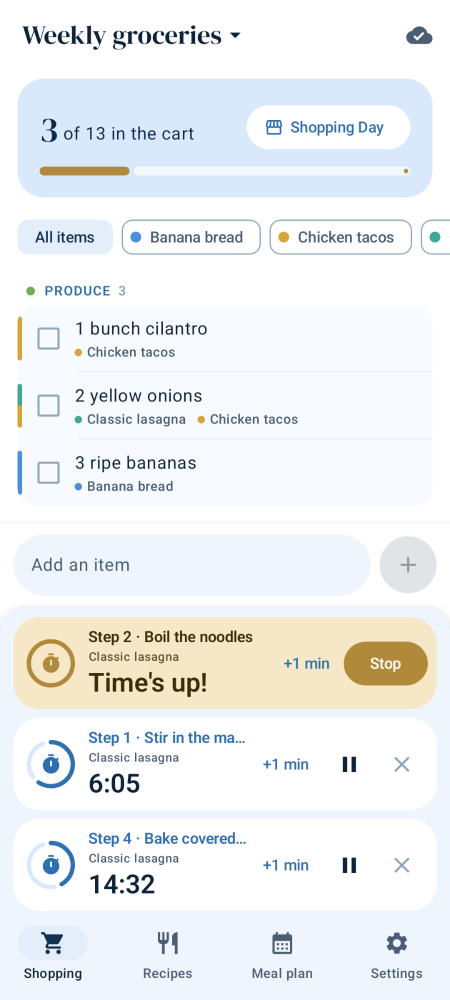 Weekly groceries
3 of 13 in the cart
Shopping Day
All items
Banana bread
Chicken tacos
PRODUCE 3
1 bunch cilantro
Chicken tacos
2 yellow onions
Classic lasagna Chicken tacos
3 ripe bananas
Banana bread
Add an item
Step 2 · Boil the noodles
Classic lasagna
Time's up!
+1 min
Stop
Step 1 · Stir in the ma…
Classic lasagna
6:05
+1 min
Step 4 · Bake covered…
Classic lasagna
14:32
+1 min
Shopping
Recipes
Meal plan
Settings